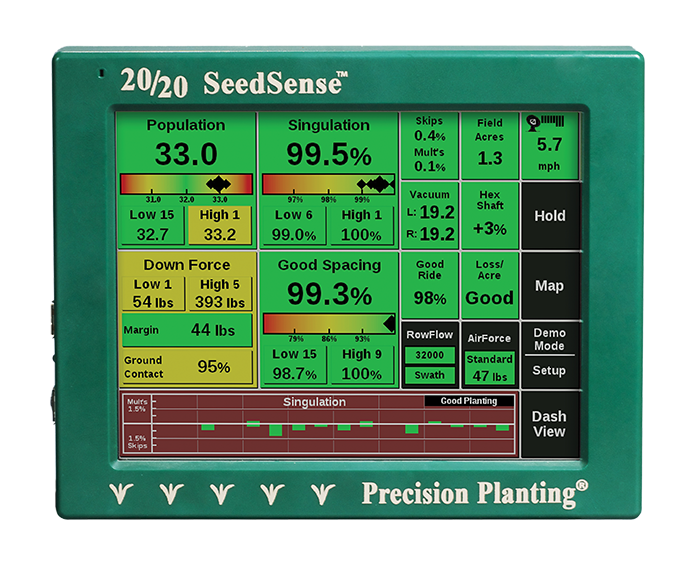 20/20 SeedSense™
Population
33.0
31.0 32.0 33.0
Low 15
32.7
High 1
33.2
Singulation
99.5%
97% 98% 99%
Low 6
99.0%
High 1
100%
Skips
0.4%
Mult's
0.1%
Field
Acres
1.3
5.7
mph
Vacuum
L: 19.2
R: 19.2
Hex
Shaft
+3%
Hold
Down Force
Low 1
54 lbs
High 5
393 lbs
Margin 44 lbs
Ground
Contact 95%
Good Spacing
99.3%
79% 86% 93%
Low 15
98.7%
High 9
100%
Good
Ride
98%
Loss/
Acre
Good
Map
RowFlow
32000
Swath
AirForce
Standard
47 lbs
Demo
Mode
Setup
Mult's
1.5%
Singulation
Good Planting
1.5%
Skips
Dash
View
Precision Planting®